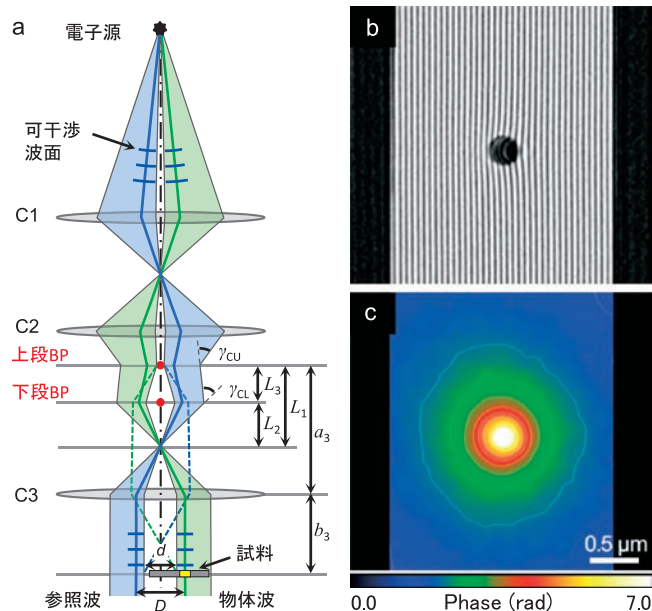 a
電子源
可干渉
波面
C1
C2
上段BP
γCU
下段BP
γCL
L3
L1
L2
a3
C3
b3
d
試料
参照波
D
物体波
b
c
0.5 μm
0.0
Phase (rad)
7.0